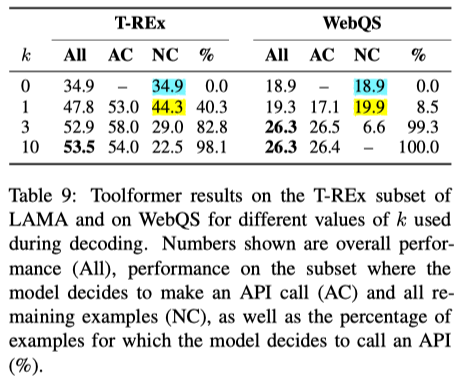 T-REx WebQS
k All AC NC % All AC NC %
0 34.9 – 34.9 0.0 18.9 – 18.9 0.0
1 47.8 53.0 44.3 40.3 19.3 17.1 19.9 8.5
3 52.9 58.0 29.0 82.8 26.3 26.5 6.6 99.3
10 53.5 54.0 22.5 98.1 26.3 26.4 – 100.0
Table 9: Toolformer results on the T-REx subset of
LAMA and on WebQS for different values of k used
during decoding. Numbers shown are overall perfor-
mance (All), performance on the subset where the
model decides to make an API call (AC) and all re-
maining examples (NC), as well as the percentage of
examples for which the model decides to call an API
(%).